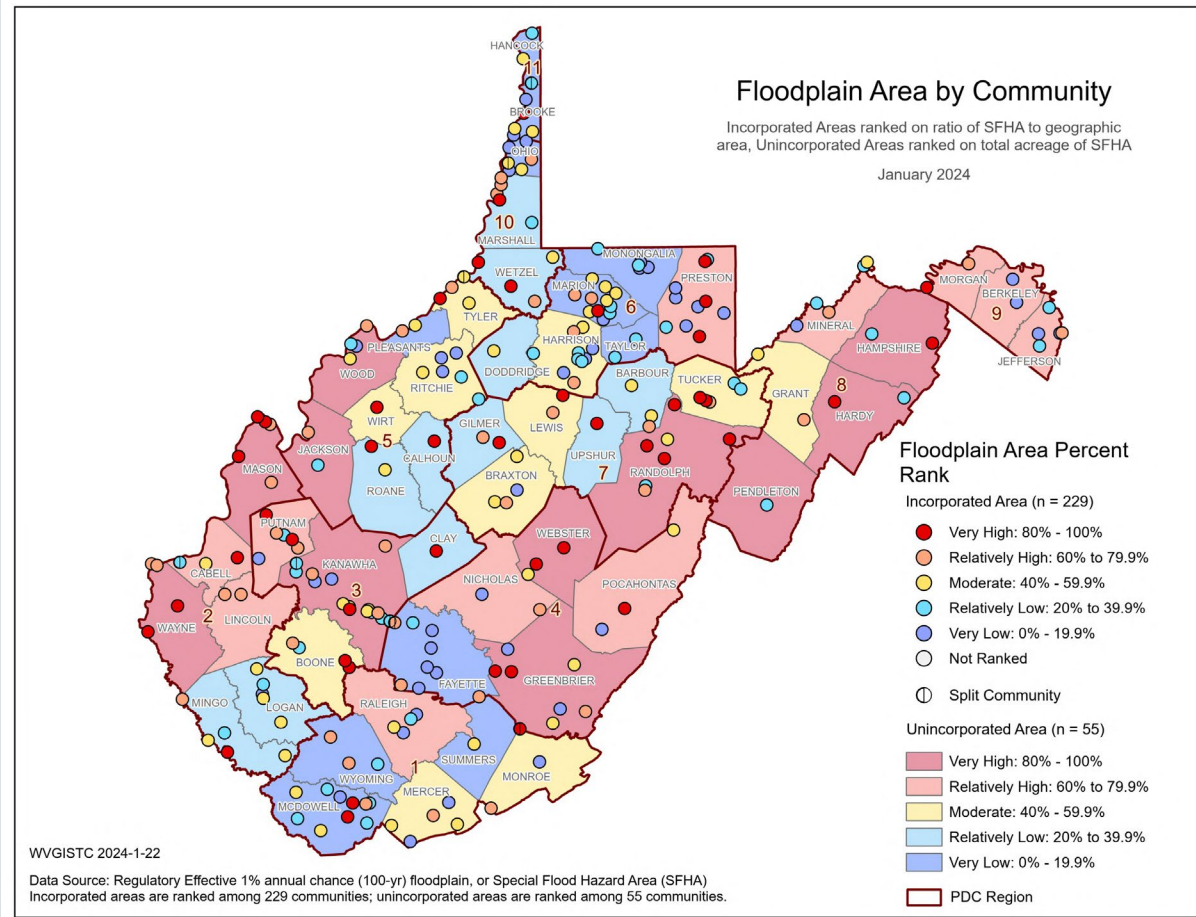 Floodplain Area by Community
Incorporated Areas ranked on ratio of SFHA to geographic
area, Unincorporated Areas ranked on total acreage of SFHA
January 2024
HANCOCK
11
BROOKE
OHIO
10
MARSHALL
WETZEL
MONONGALIA
MARION
6
PRESTON
TYLER
PLEASANTS
HARRISON
TAYLOR
DODDRIDGE
RITCHIE
WOOD
BARBOUR
TUCKER
MORGAN
BERKELEY
9
JEFFERSON
MINERAL
HAMPSHIRE
GRANT
8
HARDY
WIRT
5
GILMER
LEWIS
JACKSON
CALHOUN
UPSHUR
7
RANDOLPH
MASON
ROANE
BRAXTON
PENDLETON
PUTNAM
CLAY
WEBSTER
CABELL
KANAWHA
3
NICHOLAS
POCAHONTAS
4
WAYNE
2
LINCOLN
BOONE
FAYETTE
GREENBRIER
MINGO
LOGAN
RALEIGH
SUMMERS
WYOMING
1
MONROE
MERCER
MCDOWELL
Floodplain Area Percent
Rank
Incorporated Area (n = 229)
Very High: 80% - 100%
Relatively High: 60% to 79.9%
Moderate: 40% - 59.9%
Relatively Low: 20% to 39.9%
Very Low: 0% - 19.9%
Not Ranked
Split Community
Unincorporated Area (n = 55)
Very High: 80% - 100%
Relatively High: 60% to 79.9%
Moderate: 40% - 59.9%
Relatively Low: 20% to 39.9%
Very Low: 0% - 19.9%
PDC Region
WVGISTC 2024-1-22
Data Source: Regulatory Effective 1% annual chance (100-yr) floodplain, or Special Flood Hazard Area (SFHA)
Incorporated areas are ranked among 229 communities; unincorporated areas are ranked among 55 communities.